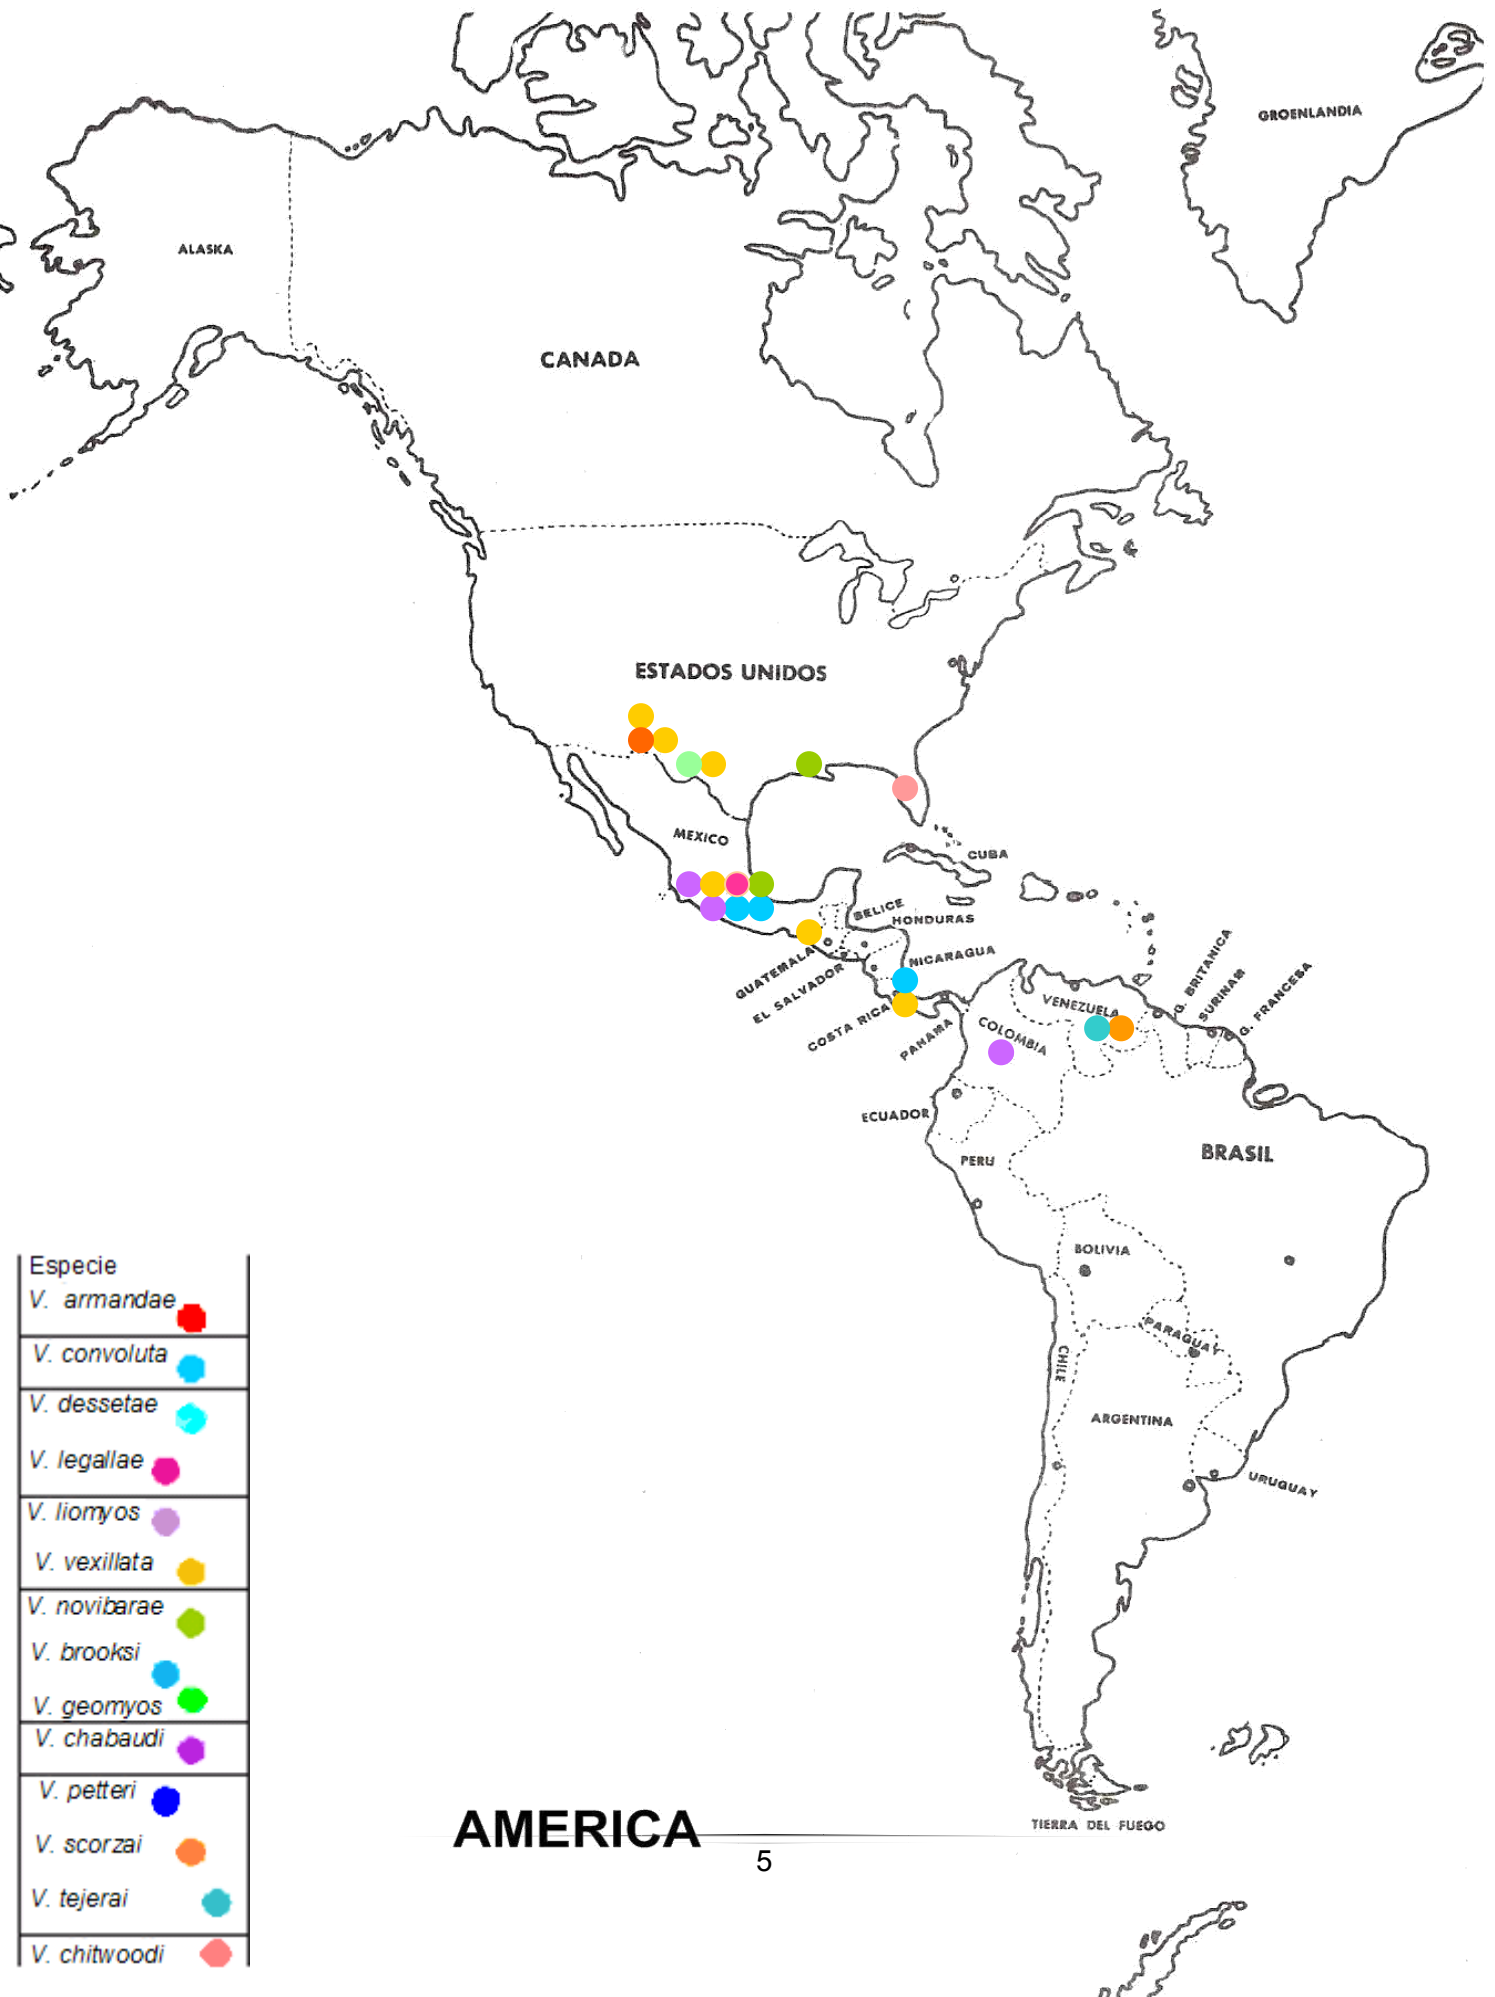 GROENLANDIA
ALASKA
CANADA
ESTADOS UNIDOS
MEXICO
CUBA
BELICE
HONDURAS
NICARAGUA
GUATEMALA
EL SALVADOR
COSTA RICA
PANAMA
VENEZUELA
G. BRITANICA
SURINAM
G. FRANCESA
COLOMBIA
ECUADOR
PERU
BRASIL
BOLIVIA
PARAGUAY
CHILE
ARGENTINA
URUGUAY
TIERRA DEL FUEGO
Especie
V. armandae
V. convoluta
V. dessetae
V. legallae
V. liomyos
V. vexillata
V. novibarae
V. brooksi
V. geomyos
V. chabaudi
V. petteri
V. scorzai
V. tejerai
V. chitwoodi
AMERICA
5